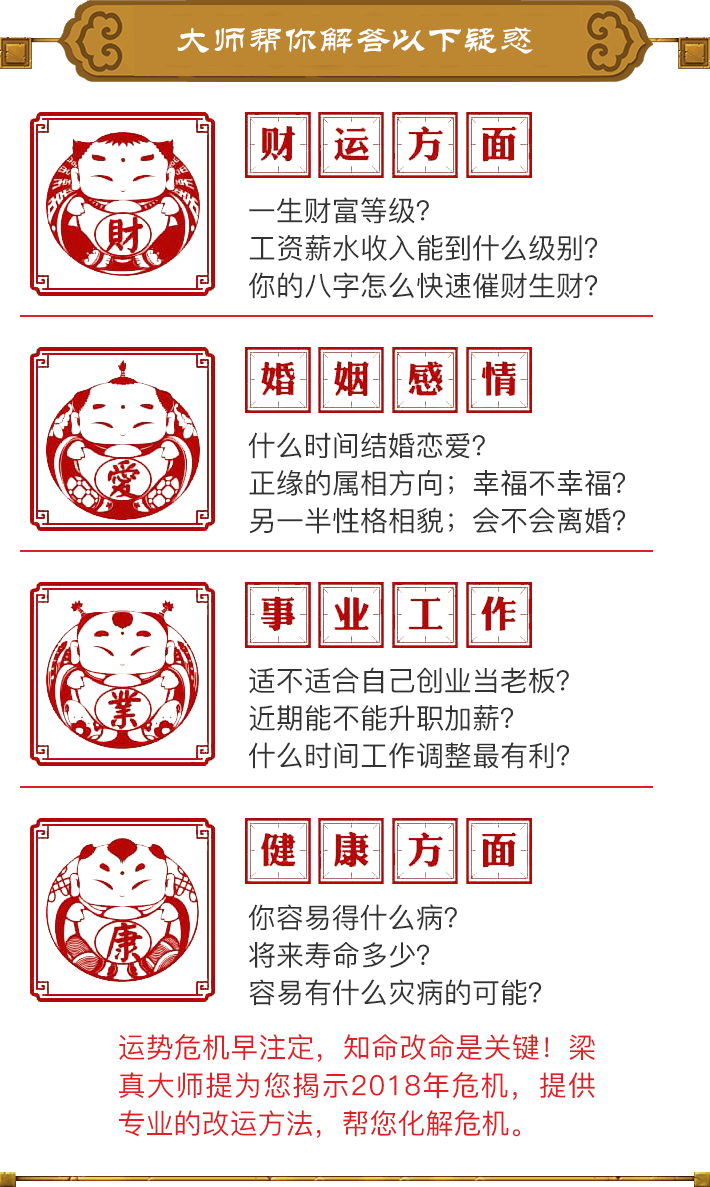 大师帮你解答以下疑惑
財
财运方面
一生财富等级？
工资薪水收入能到什么级别？
你的八字怎么快速催财生财？
愛
婚姻感情
什么时间结婚恋爱？
正缘的属相方向；幸福不幸福？
另一半性格相貌；会不会离婚？
業
事业工作
适不适合自己创业当老板？
近期能不能升职加薪？
什么时间工作调整最有利？
康
健康方面
你容易得什么病？
将来寿命多少？
容易有什么灾病的可能？
运势危机早注定，知命改命是关键！梁
真大师提为您揭示2018年危机，提供
专业的改运方法，帮您化解危机。